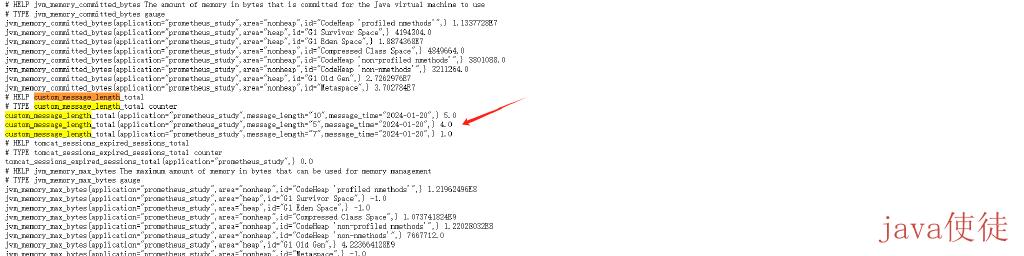 # HELP jvm_memory_committed_bytes The amount of memory in bytes that is committed for the Java virtual machine to use
# TYPE jvm_memory_committed_bytes gauge
jvm_memory_committed_bytes{application="prometheus_study",area="nonheap",id="CodeHeap 'profiled nmethods'",} 1.1337728E7
jvm_memory_committed_bytes{application="prometheus_study",area="heap",id="G1 Survivor Space",} 4194304.0
jvm_memory_committed_bytes{application="prometheus_study",area="heap",id="G1 Eden Space",} 1.8874368E7
jvm_memory_committed_bytes{application="prometheus_study",area="nonheap",id="Compressed Class Space",} 4849664.0
jvm_memory_committed_bytes{application="prometheus_study",area="nonheap",id="CodeHeap 'non-profiled nmethods'",} 3801088.0
jvm_memory_committed_bytes{application="prometheus_study",area="nonheap",id="CodeHeap 'non-nmethods'",} 3211264.0
jvm_memory_committed_bytes{application="prometheus_study",area="heap",id="G1 Old Gen",} 2.7262976E7
jvm_memory_committed_bytes{application="prometheus_study",area="nonheap",id="Metaspace",} 3.702784E7
# HELP custom_message_length_total
# TYPE custom_message_length_total counter
custom_message_length_total{application="prometheus_study",message_length="10",message_time="2024-01-20",} 5.0
custom_message_length_total{application="prometheus_study",message_length="5",message_time="2024-01-20",} 4.0
custom_message_length_total{application="prometheus_study",message_length="7",message_time="2024-01-20",} 1.0
# HELP tomcat_sessions_expired_sessions_total
# TYPE tomcat_sessions_expired_sessions_total counter
tomcat_sessions_expired_sessions_total{application="prometheus_study",} 0.0
# HELP jvm_memory_max_bytes The maximum amount of memory in bytes that can be used for memory management
# TYPE jvm_memory_max_bytes gauge
jvm_memory_max_bytes{application="prometheus_study",area="nonheap",id="CodeHeap 'profiled nmethods'",} 1.21962496E8
jvm_memory_max_bytes{application="prometheus_study",area="heap",id="G1 Survivor Space",} -1.0
jvm_memory_max_bytes{application="prometheus_study",area="heap",id="G1 Eden Space",} -1.0
jvm_memory_max_bytes{application="prometheus_study",area="nonheap",id="Compressed Class Space",} 1.073741824E9
jvm_memory_max_bytes{application="prometheus_study",area="nonheap",id="CodeHeap 'non-profiled nmethods'",} 1.22028032E8
jvm_memory_max_bytes{application="prometheus_study",area="nonheap",id="CodeHeap 'non-nmethods'",} 7667712.0
jvm_memory_max_bytes{application="prometheus_study",area="heap",id="G1 Old Gen",} 4.223664128E9
jvm_memory_max_bytes{application="prometheus_study",area="nonheap",id="Metaspace",} -1.0
java使徒